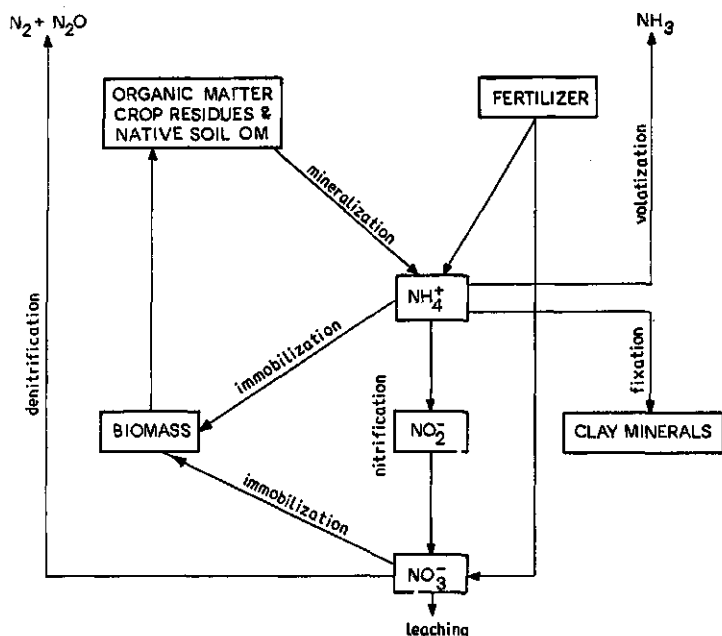 N₂ + N₂O
NH₃
ORGANIC MATTER
CROP RESIDUES &
NATIVE SOIL OM
FERTILIZER
mineralization
volatization
NH₄⁺
denitrification
immobilization
fixation
BIOMASS
nitrification
NO₂⁻
CLAY MINERALS
immobilization
NO₃⁻
leaching